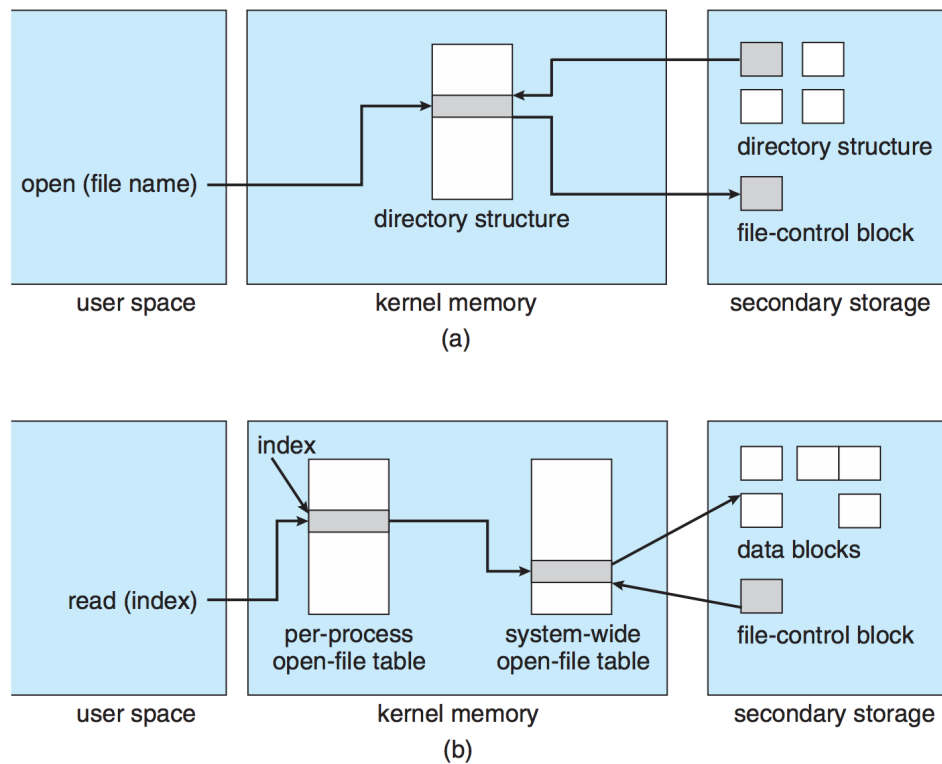 open (file name)
directory structure
directory structure
file-control block
user space
kernel memory
secondary storage
(a)
index
read (index)
per-process
open-file table
system-wide
open-file table
data blocks
file-control block
user space
kernel memory
secondary storage
(b)